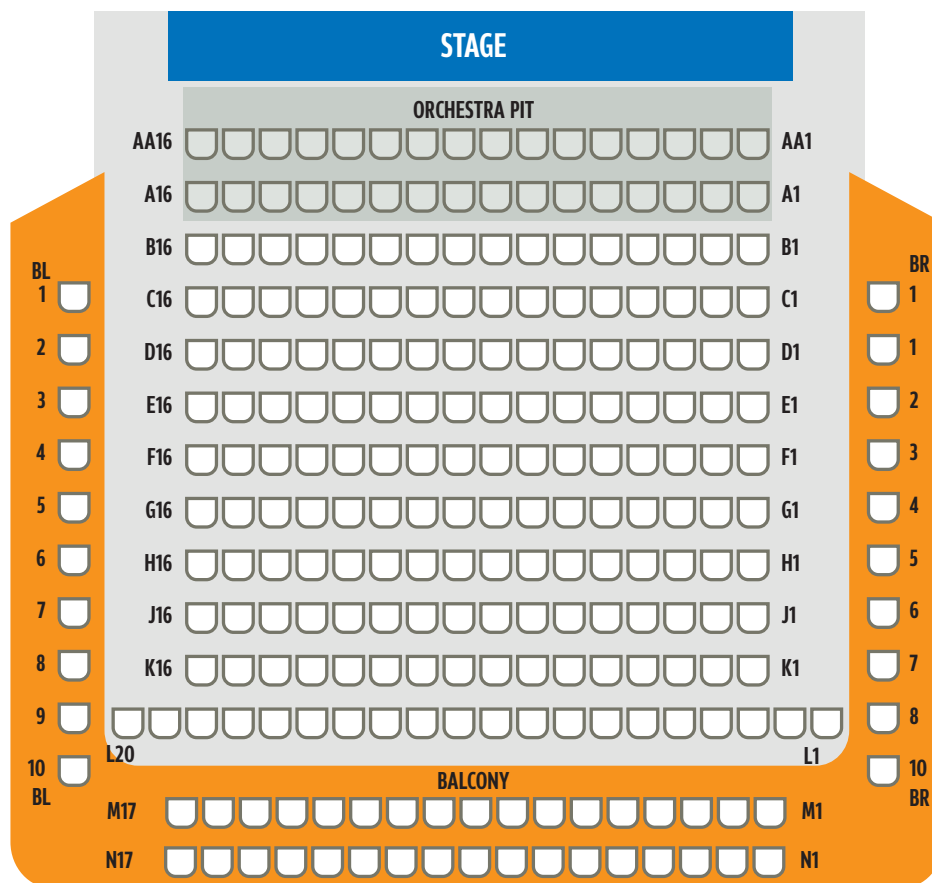 STAGE
ORCHESTRA PIT
AA16 AA1
A16 A1
B16 B1
BL BR
1 C16 C1 1
2 D16 D1 1
3 E16 E1 2
4 F16 F1 3
5 G16 G1 4
6 H16 H1 5
7 J16 J1 6
8 K16 K1 7
9 8
L20 L1
10 10
BL BALCONY BR
M17 M1
N17 N1